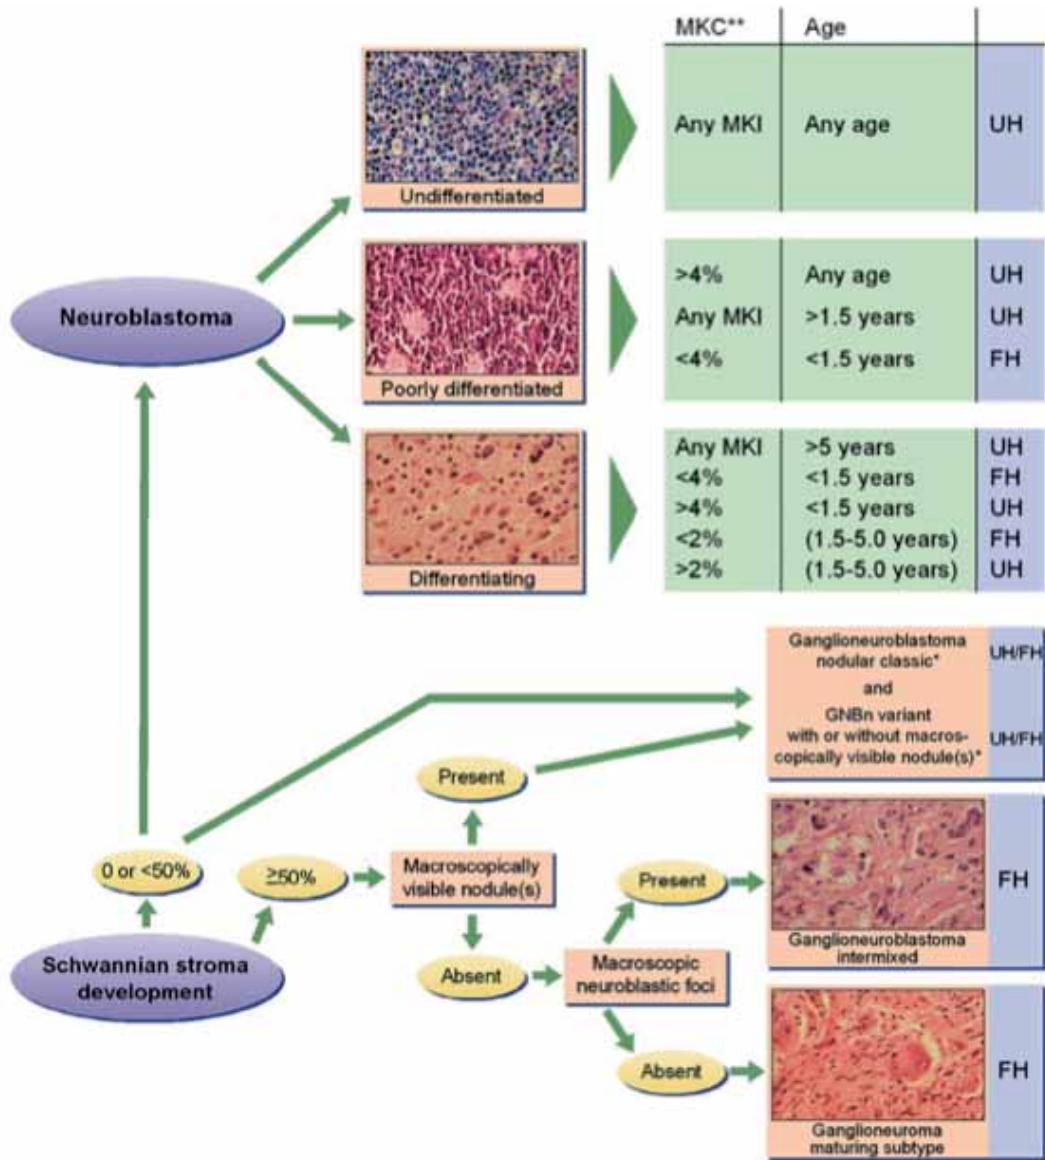 MKC** Age
Any MKI Any age UH
Undifferentiated
Neuroblastoma
>4% Any age UH
Any MKI >1.5 years UH
<4% <1.5 years FH
Poorly differentiated
Any MKI >5 years UH
<4% <1.5 years FH
>4% <1.5 years UH
<2% (1.5-5.0 years) FH
>2% (1.5-5.0 years) UH
Differentiating
Ganglioneuroblastoma
nodular classic*
UH/FH
and
GNBn variant
with or without macros-
copically visible nodule(s)*
UH/FH
Present
0 or <50%
≥50%
Macroscopically
visible nodule(s)
Present
FH
Ganglioneuroblastoma
intermixed
Schwannian stroma
development
Absent
Macroscopic
neuroblastic foci
Absent
FH
Ganglioneuroma
maturing subtype